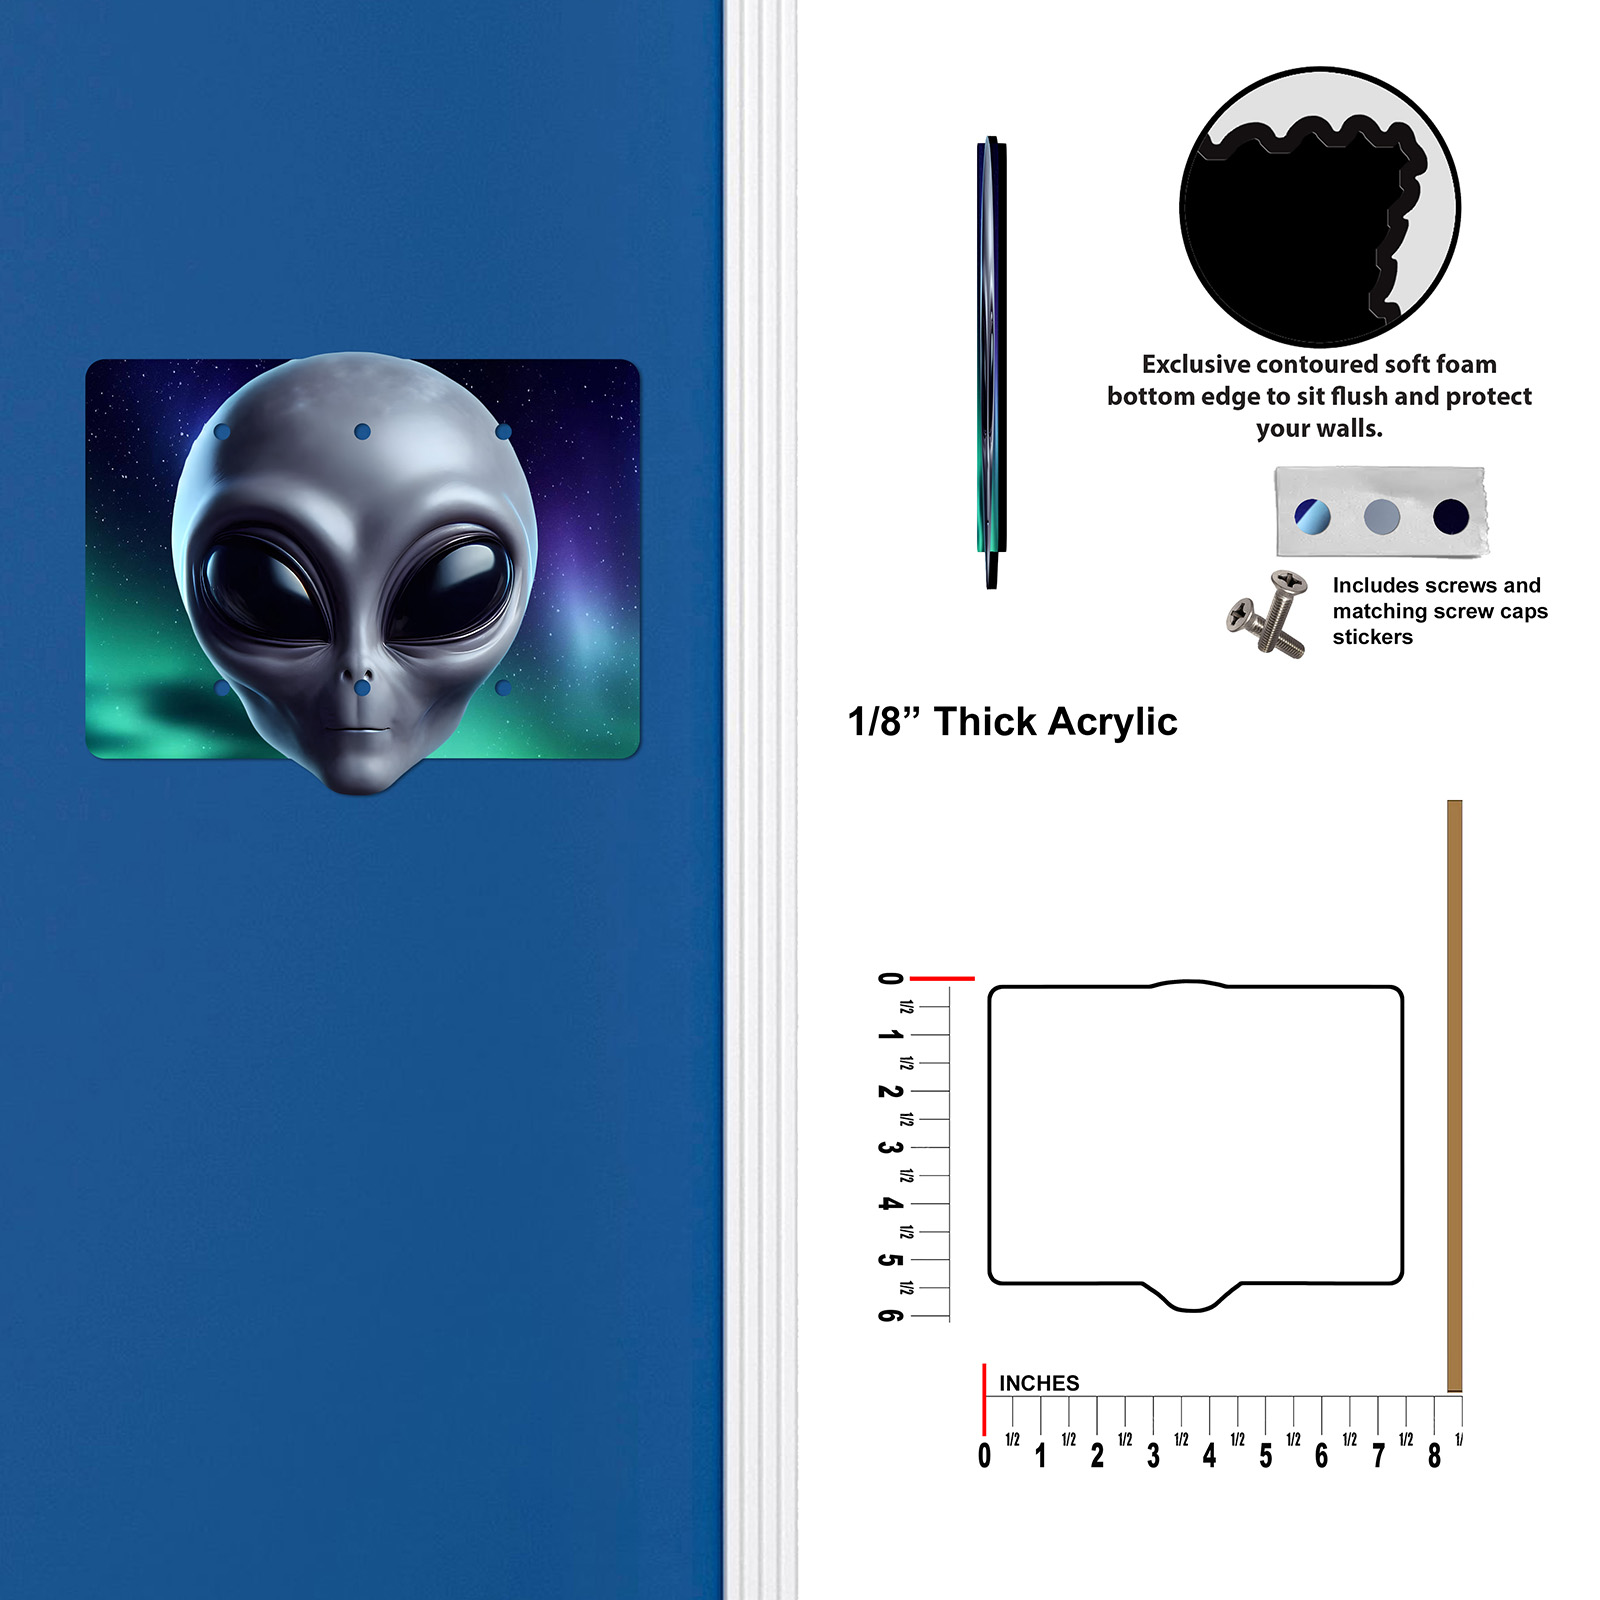 Exclusive contoured soft foam
bottom edge to sit flush and protect
your walls.
Includes screws and
matching screw caps
stickers
1/8” Thick Acrylic
0
1/2
1
1/2
2
1/2
3
1/2
4
1/2
5
1/2
6
INCHES
1/2 1/2 1/2 1/2 1/2 1/2 1/2 1/2 1/
0 1 2 3 4 5 6 7 8